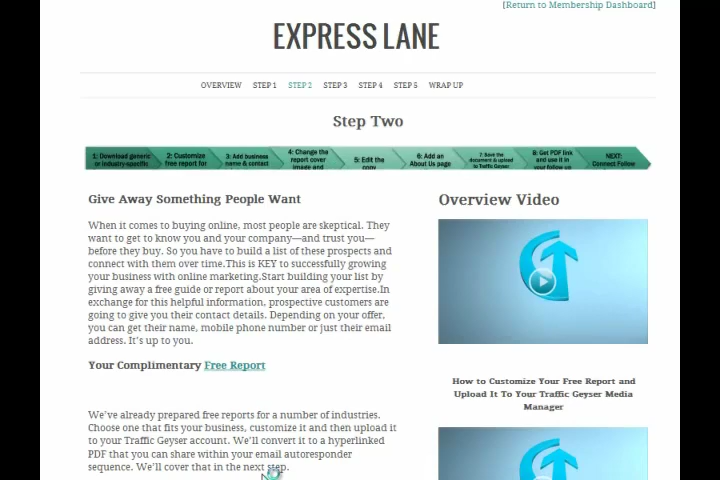 [Return to Membership Dashboard]
EXPRESS LANE
OVERVIEW STEP 1 STEP 2 STEP 3 STEP 4 STEP 5 WRAP UP
Step Two
1: Download generic or industry-specific
2: Customize free report for
3: Add business name & contact
4: Change the report cover image and
5: Edit the copy
6: Add an About Us page
7: Save the document & upload to Traffic Geyser
8: Get PDF link and use it in your follow up
NEXT: Connect Follow
Give Away Something People Want
When it comes to buying online, most people are skeptical. They
want to get to know you and your company—and trust you—
before they buy. So you have to build a list of these prospects and
connect with them over time.This is KEY to successfully growing
your business with online marketing.Start building your list by
giving away a free guide or report about your area of expertise.In
exchange for this helpful information, prospective customers are
going to give you their contact details. Depending on your offer,
you can get their name, mobile phone number or just their email
address. It's up to you.
Your Complimentary Free Report
We've already prepared free reports for a number of industries.
Choose one that fits your business, customize it and then upload it
to your Traffic Geyser account. We'll convert it to a hyperlinked
PDF that you can share within your email autoresponder
sequence. We'll cover that in the next step.
Overview Video
How to Customize Your Free Report and
Upload It To Your Traffic Geyser Media
Manager